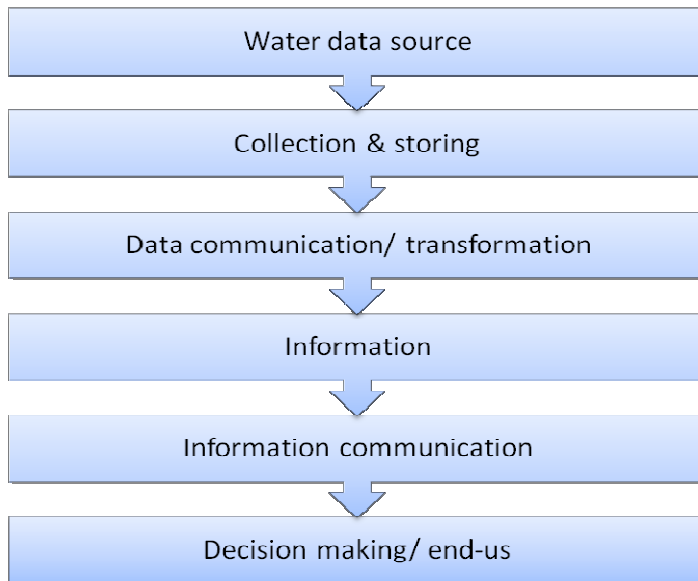 Water data source
Collection & storing
Data communication/ transformation
Information
Information communication
Decision making/ end-us